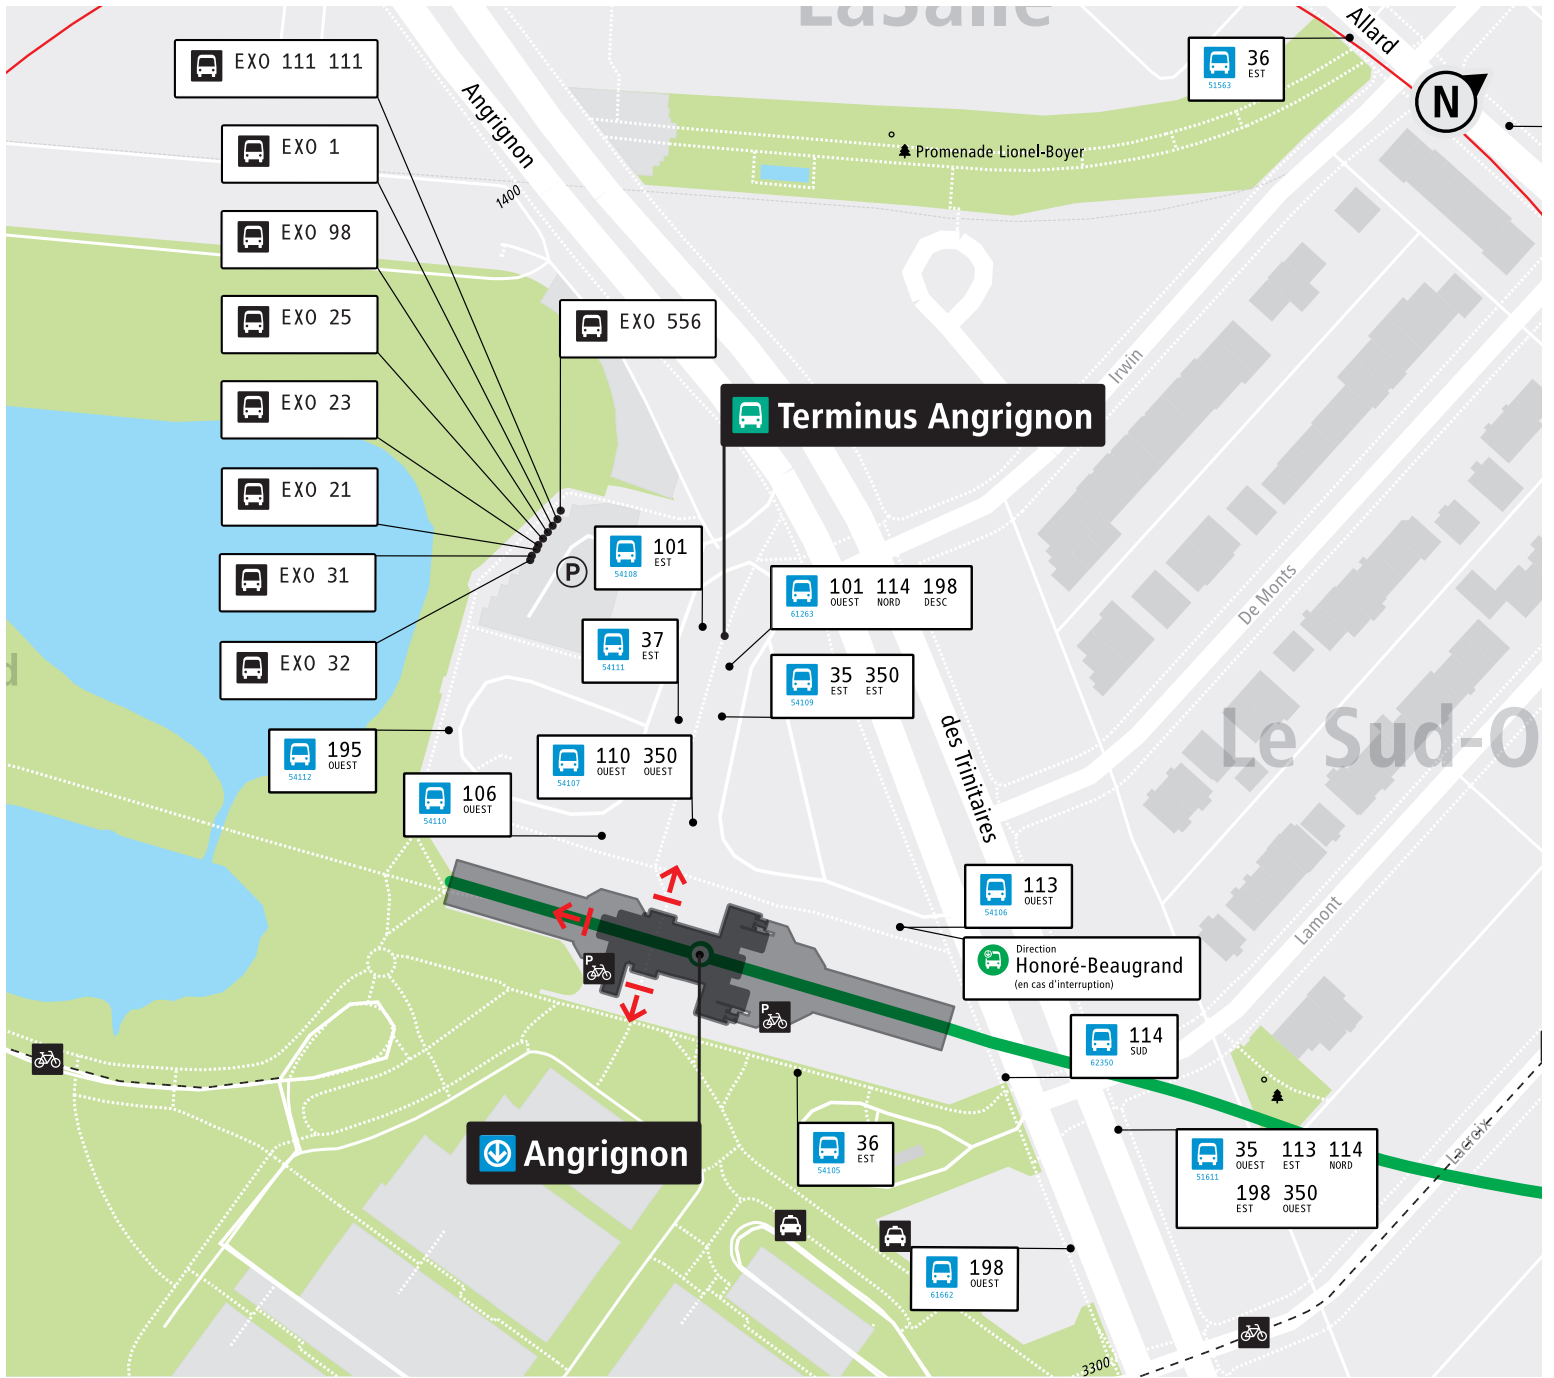 LaSalle
Allard
N
36
EST
51563
EXO 111 111
EXO 1
EXO 98
EXO 25
EXO 23
EXO 21
EXO 31
EXO 32
EXO 556
Angrignon
1400
Promenade Lionel-Boyer
Irwin
Terminus Angrignon
P
101
EST
54108
101 114 198
OUEST NORD DESC
61263
37
EST
54111
35 350
EST EST
54109
De Monts
d
Le Sud-O
195
OUEST
54112
110 350
OUEST OUEST
54107
106
OUEST
54110
des Trinitaires
113
OUEST
54106
Direction
Honoré-Beaugrand
(en cas d'interruption)
Lamont
P
P
114
SUD
62350
Angrignon
36
EST
54105
35 113 114
OUEST EST NORD
51611
198 350
EST OUEST
Lacroix
198
OUEST
61662
3300